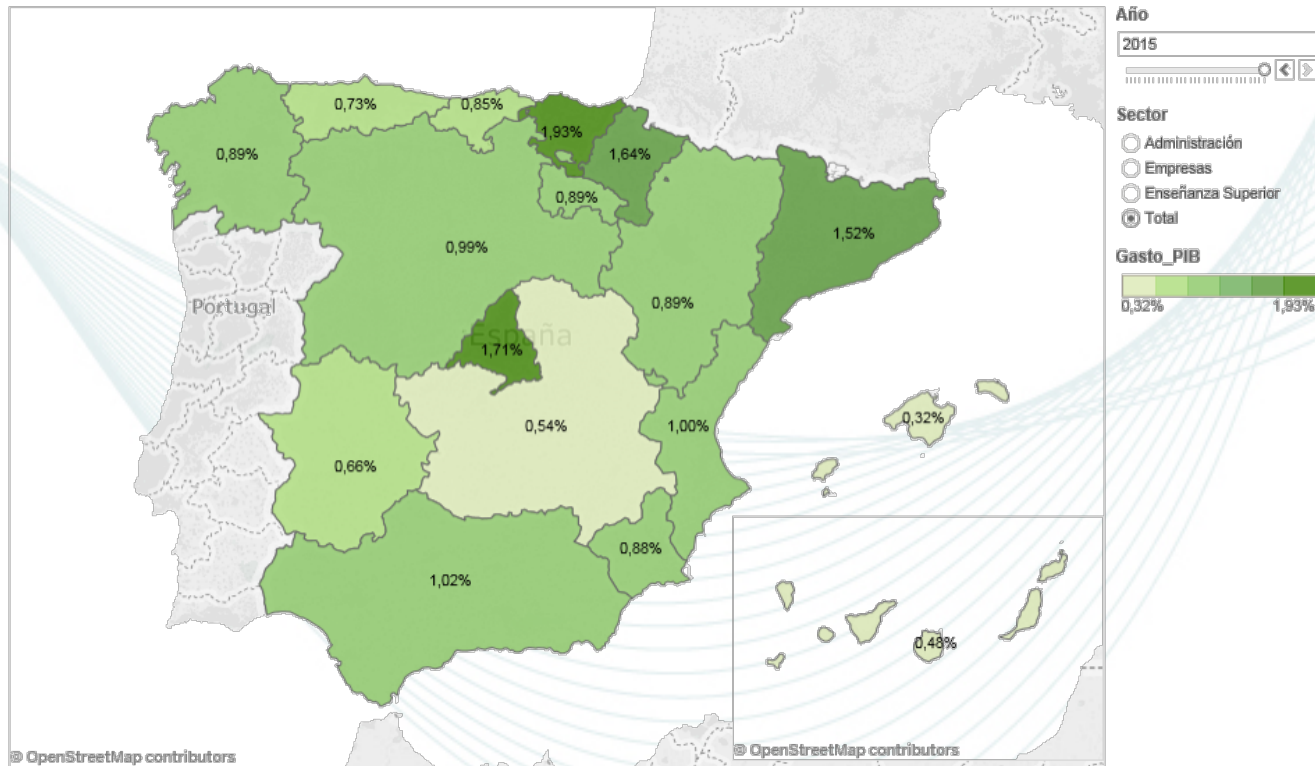 0,73%
0,85%
1,93%
0,89%
1,64%
0,89%
0,99%
1,52%
Portugal
0,89%
España
1,71%
0,54%
1,00%
0,32%
0,66%
0,88%
1,02%
0,48%
© OpenStreetMap contributors
© OpenStreetMap contributors
Año
2015
Sector
Administración
Empresas
Enseñanza Superior
Total
Gasto_PIB
0,32% 1,93%